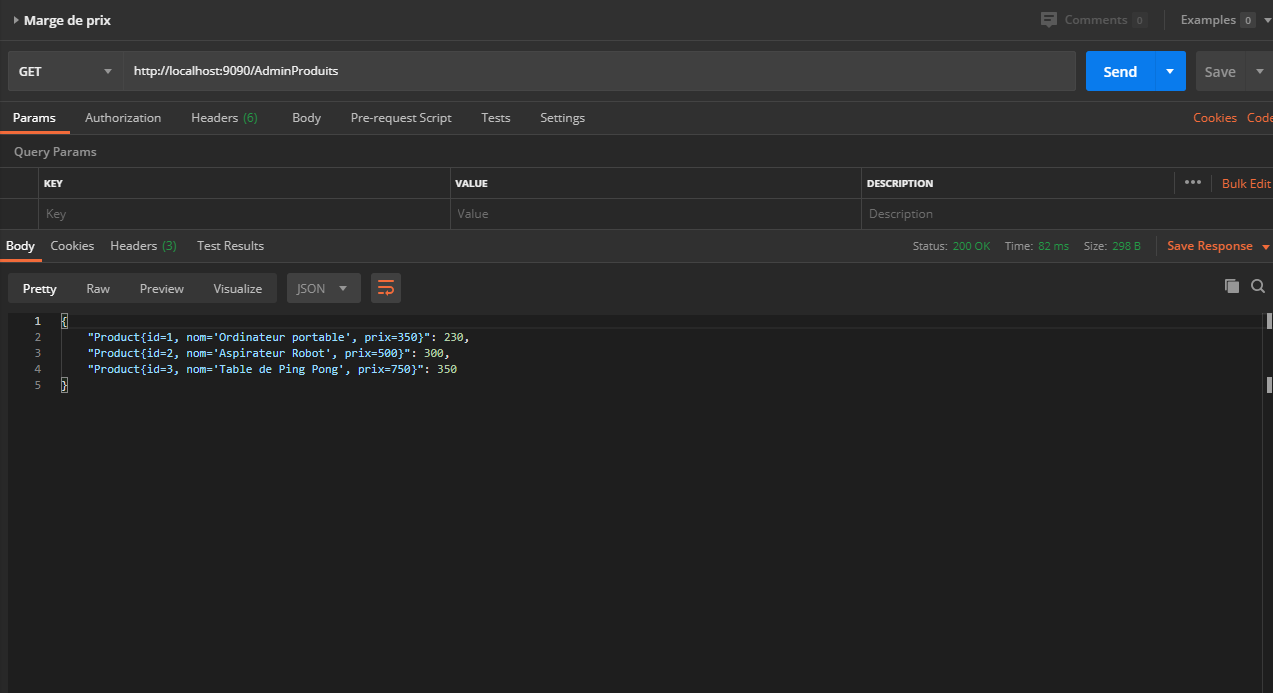 Marge de prix Comments 0 Examples 0
GET http://localhost:9090/AdminProduits Send Save
Params Authorization Headers (6) Body Pre-request Script Tests Settings Cookies Code
Query Params
KEY VALUE DESCRIPTION ••• Bulk Edit
Key Value Description
Body Cookies Headers (3) Test Results Status: 200 OK Time: 82 ms Size: 298 B Save Response
Pretty Raw Preview Visualize JSON
1 {
2 "Product{id=1, nom='Ordinateur portable', prix=350}": 230,
3 "Product{id=2, nom='Aspirateur Robot', prix=500}": 300,
4 "Product{id=3, nom='Table de Ping Pong', prix=750}": 350
5 }